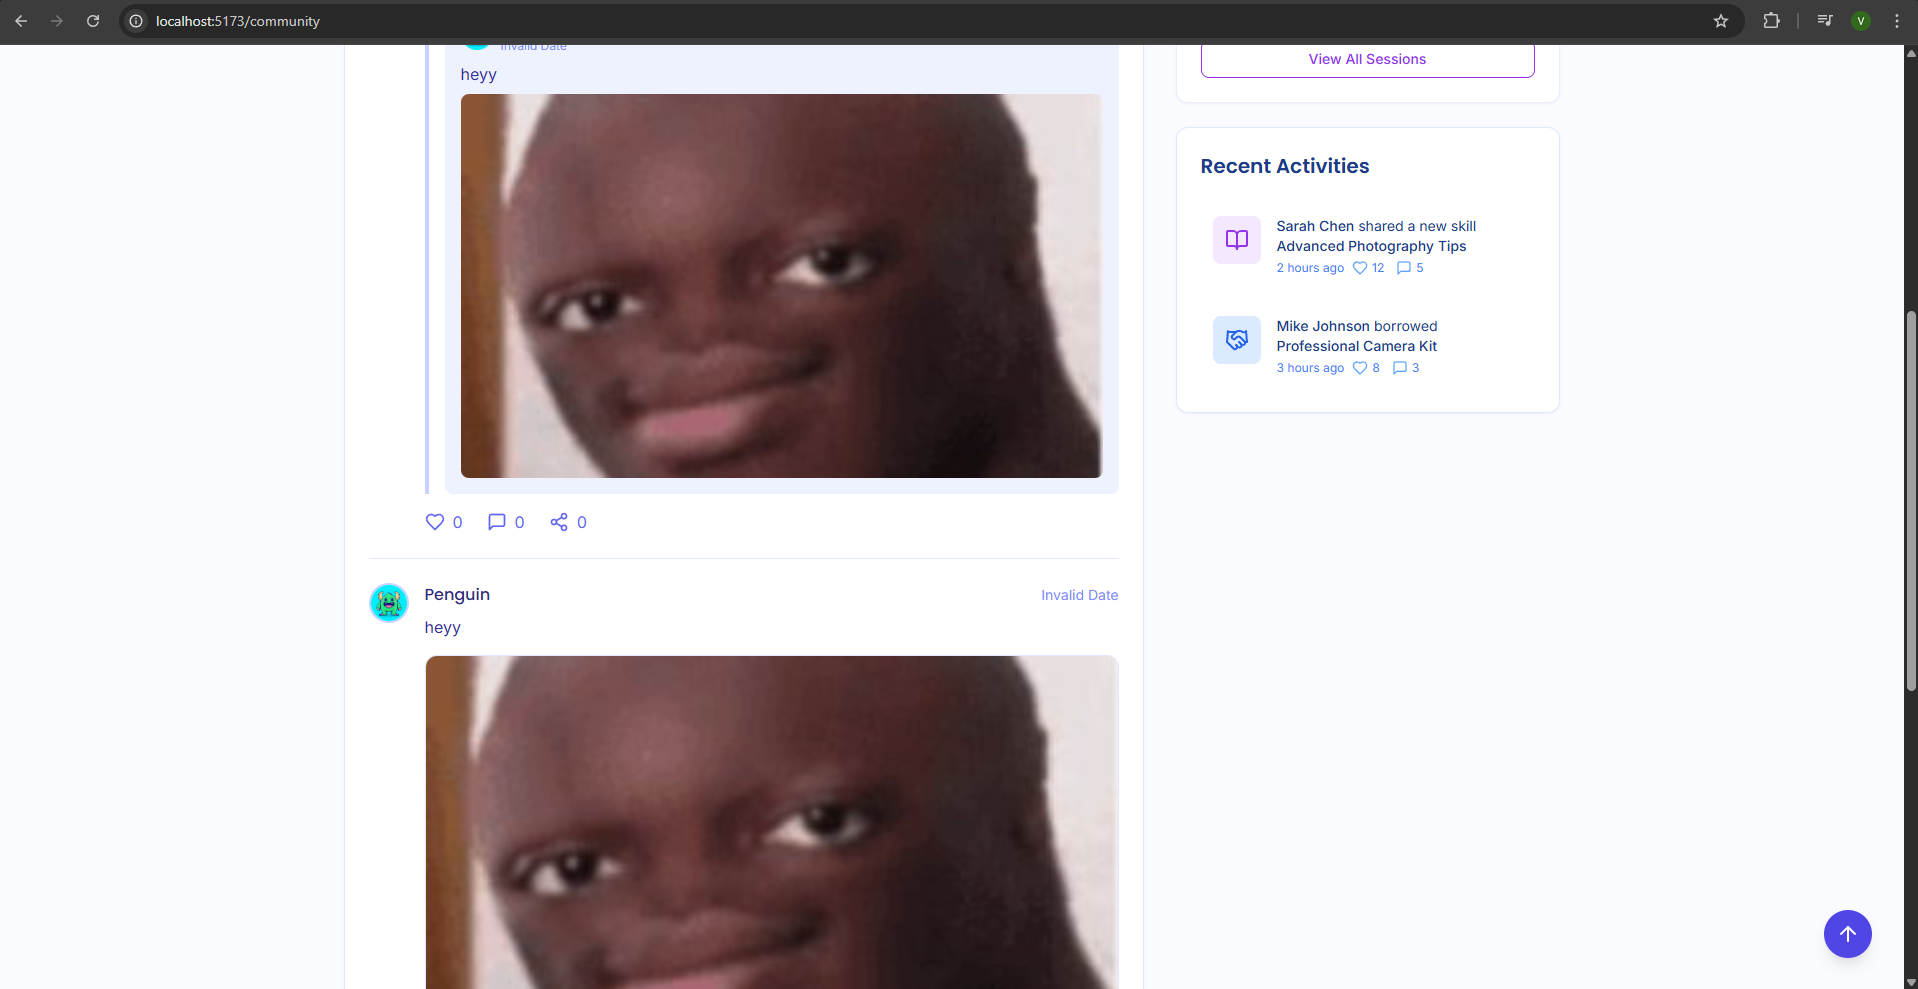 localhost:5173/community
V
Invalid Date
heyy
0 0 0
Penguin
Invalid Date
heyy
View All Sessions
Recent Activities
Sarah Chen shared a new skill
Advanced Photography Tips
2 hours ago 12 5
Mike Johnson borrowed
Professional Camera Kit
3 hours ago 8 3